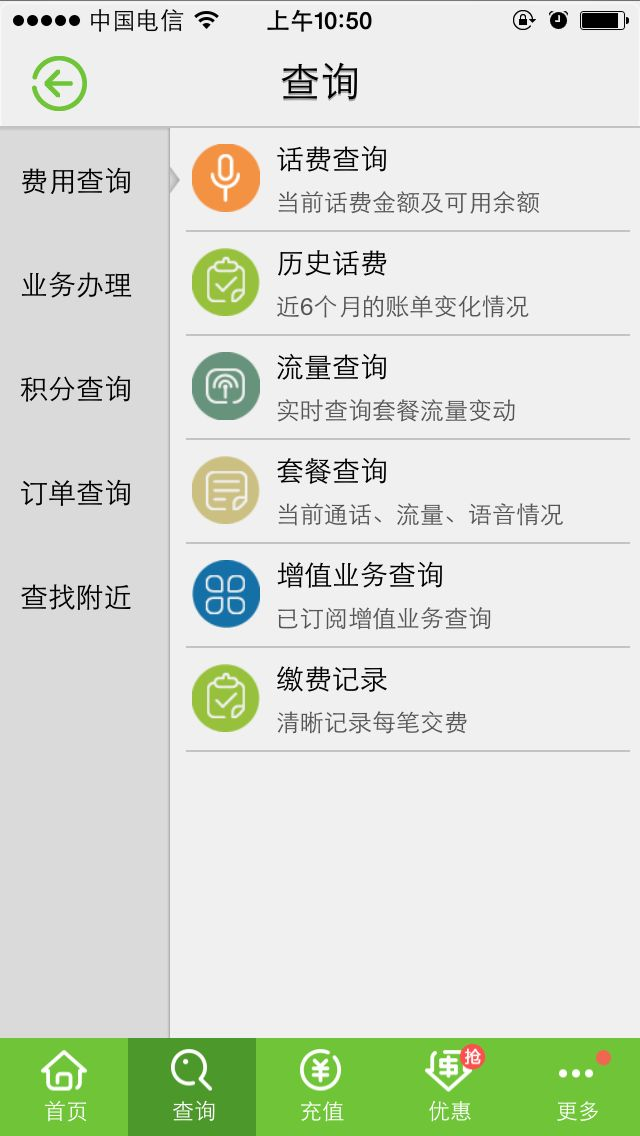 中国电信 上午10:50
查询
费用查询
业务办理
积分查询
订单查询
查找附近
话费查询
当前话费金额及可用余额
历史话费
近6个月的账单变化情况
流量查询
实时查询套餐流量变动
套餐查询
当前通话、流量、语音情况
增值业务查询
已订阅增值业务查询
缴费记录
清晰记录每笔交费
抢
首页 查询 充值 优惠 更多